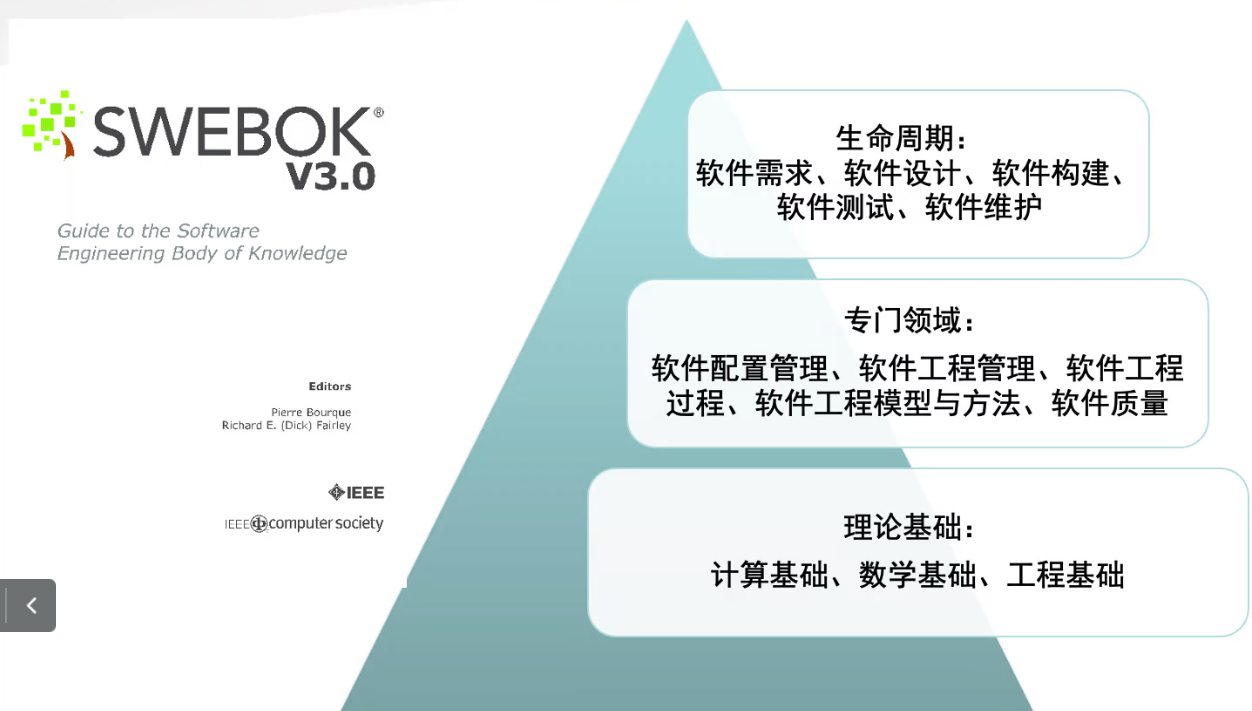 SWEBOK®
V3.0
Guide to the Software
Engineering Body of Knowledge
Editors
Pierre Bourque
Richard E. (Dick) Fairley
IEEE
IEEE computer society
生命周期：
软件需求、软件设计、软件构建、
软件测试、软件维护
专门领域：
软件配置管理、软件工程管理、软件工程
过程、软件工程模型与方法、软件质量
理论基础：
计算基础、数学基础、工程基础